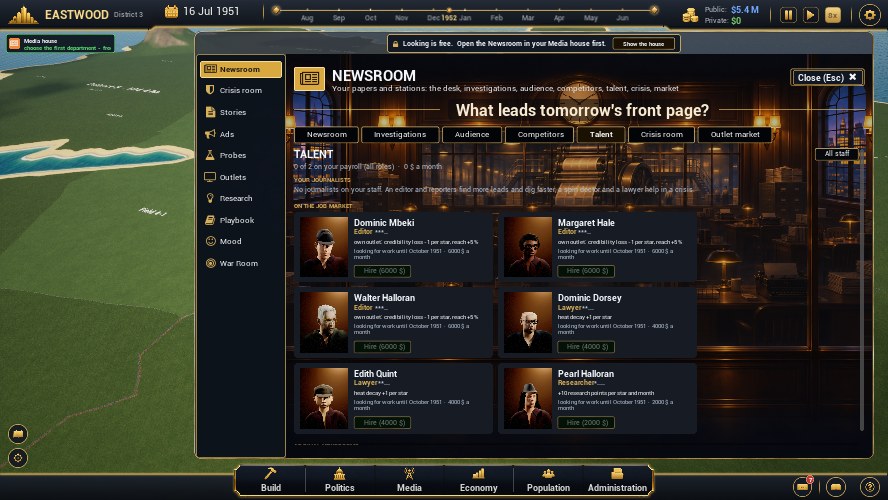 EASTWOOD District 3
16 Jul 1951
Aug Sep Oct Nov Dec 1952 Jan Feb Mar Apr May Jun
Public: $5.4 M
Private: $0
8x
Media house
choose the first department - fre
Looking is free. Open the Newsroom in your Media house first.
Show the house
Newsroom
Crisis room
Stories
Ads
Probes
Outlets
Research
Playbook
Mood
War Room
NEWSROOM
Your papers and stations: the desk, investigations, audience, competitors, talent, crisis, market
Close (Esc) ✖
What leads tomorrow's front page?
Newsroom Investigations Audience Competitors Talent Crisis room Outlet market
TALENT
0 of 2 on your payroll (all roles) · 0 $ a month
All staff
YOUR JOURNALISTS
No journalists on your staff. An editor and reporters find more leads and dig faster, a spin doctor and a lawyer help in a crisis.
ON THE JOB MARKET
Dominic Mbeki
Editor
own outlet: credibility loss -1 per star, reach +5%
looking for work until October 1951 · 6000 $ a
month
Hire (6000 $)
Margaret Hale
Editor
own outlet: credibility loss -1 per star, reach +5%
looking for work until October 1951 · 6000 $ a
month
Hire (6000 $)
Walter Halloran
Editor
own outlet: credibility loss -1 per star, reach +5%
looking for work until October 1951 · 6000 $ a
month
Hire (6000 $)
Dominic Dorsey
Lawyer
heat decay +1 per star
looking for work until October 1951 · 4000 $ a
month
Hire (4000 $)
Edith Quint
Lawyer
heat decay +1 per star
looking for work until October 1951 · 4000 $ a
month
Hire (4000 $)
Pearl Halloran
Researcher
+10 research points per star and month
looking for work until October 1951 · 2000 $ a
month
Hire (2000 $)
Build Politics Media Economy Population Administration